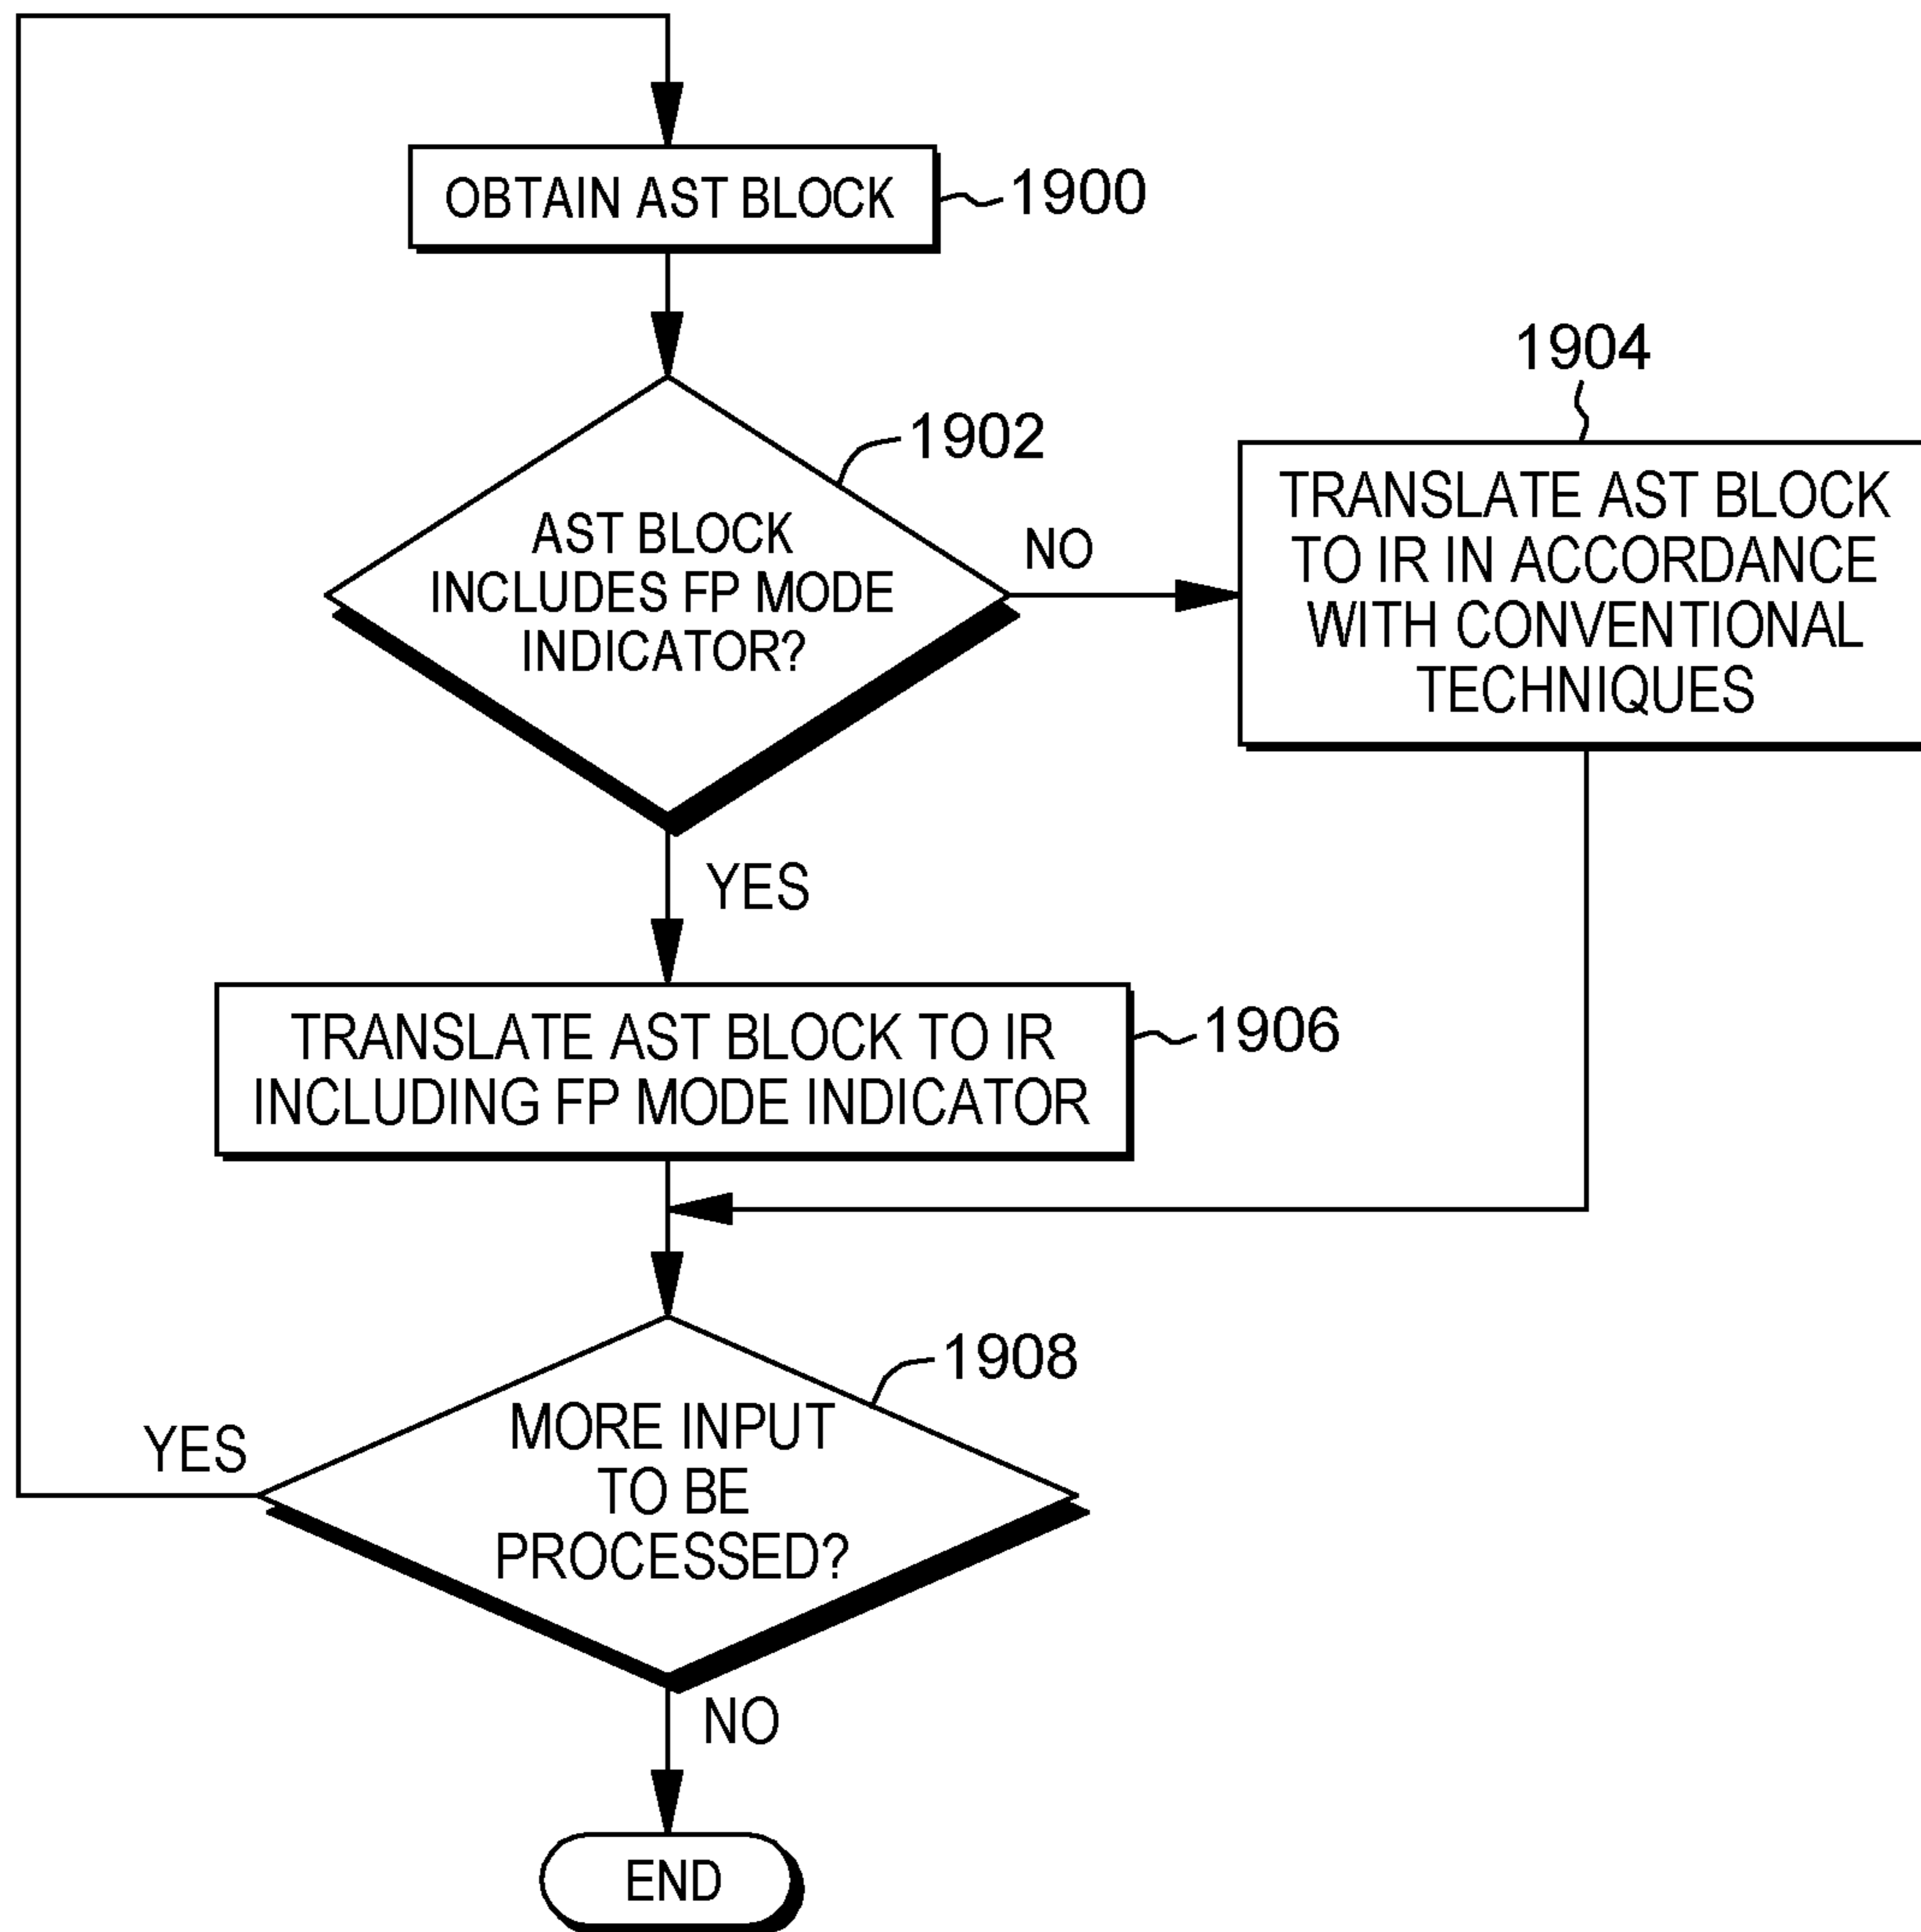 OBTAIN AST BLOCK
1900
1902
AST BLOCK
INCLUDES FP MODE
INDICATOR?
NO
1904
TRANSLATE AST BLOCK
TO IR IN ACCORDANCE
WITH CONVENTIONAL
TECHNIQUES
YES
TRANSLATE AST BLOCK TO IR
INCLUDING FP MODE INDICATOR
1906
1908
MORE INPUT
TO BE
PROCESSED?
YES
NO
END